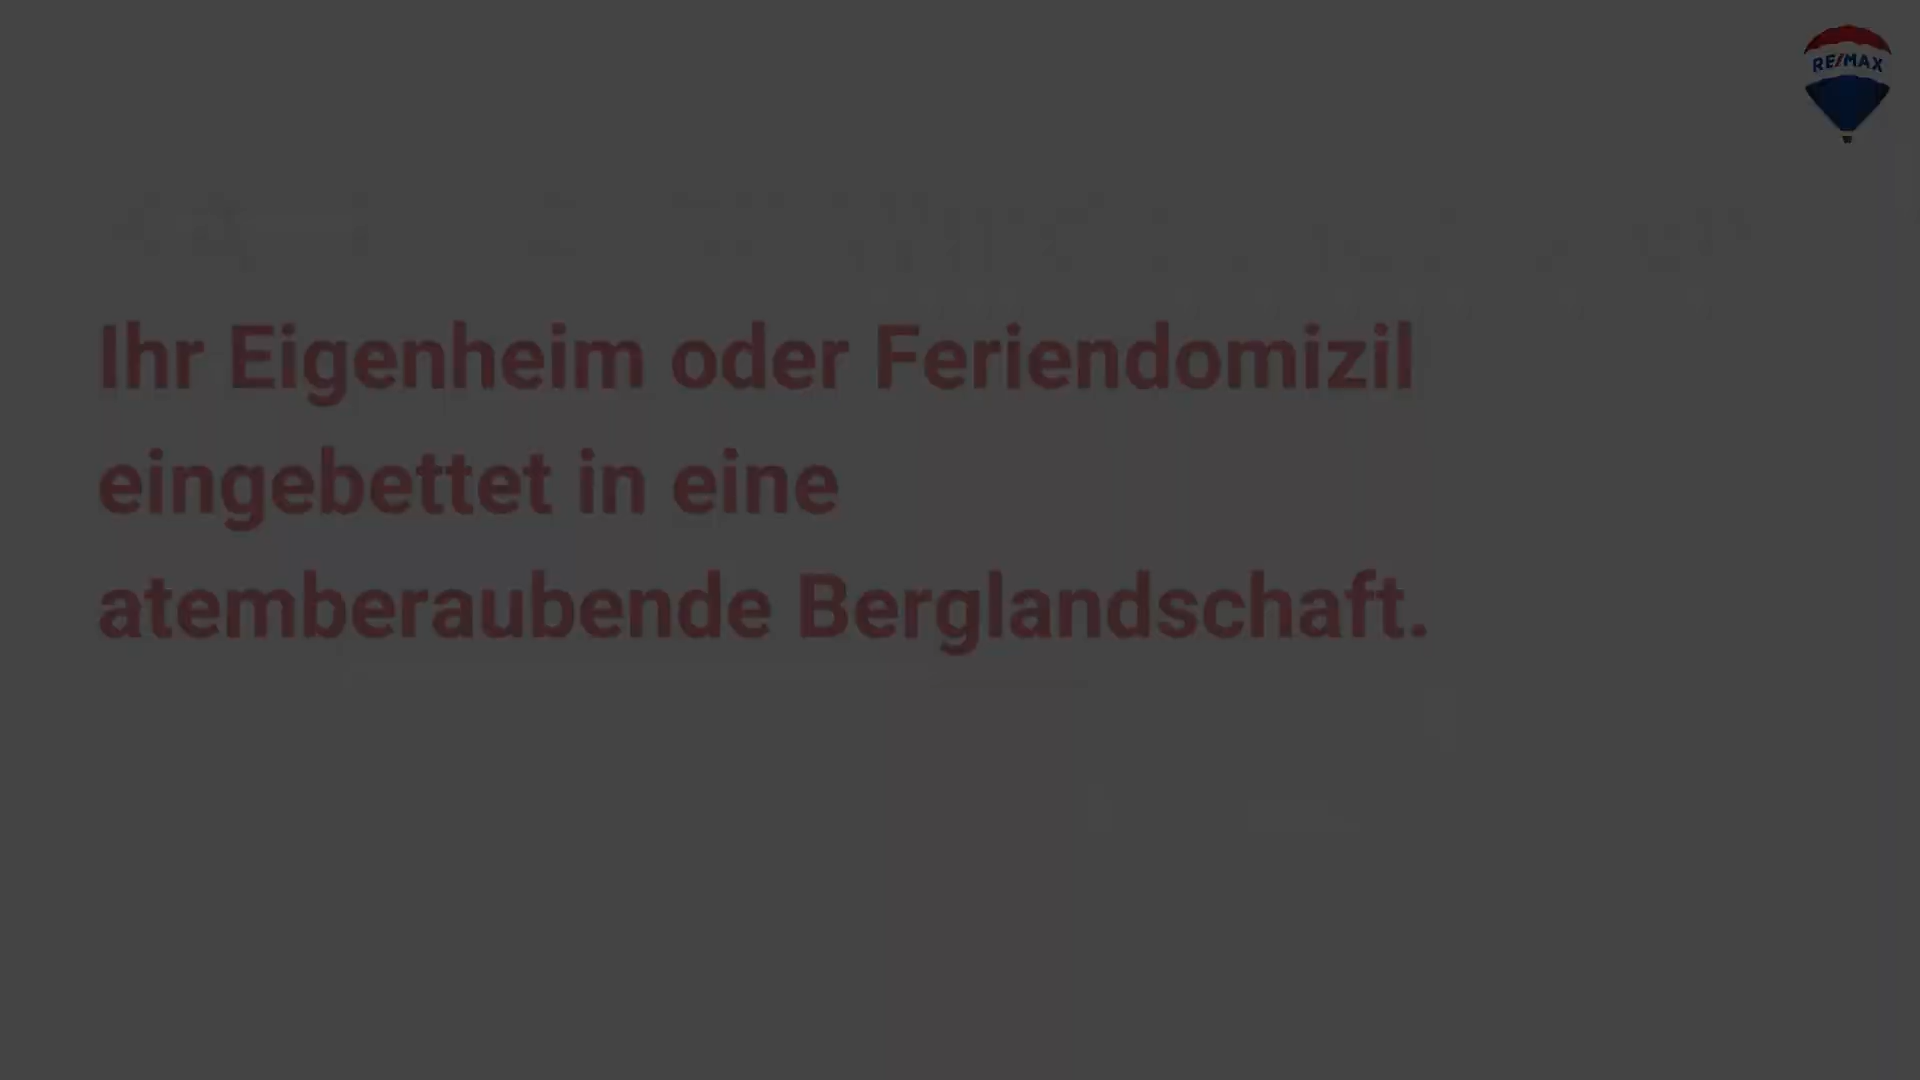 RE/MAX
Ihr Eigenheim oder Feriendomizil
eingebettet in eine
atemberaubende Berglandschaft.